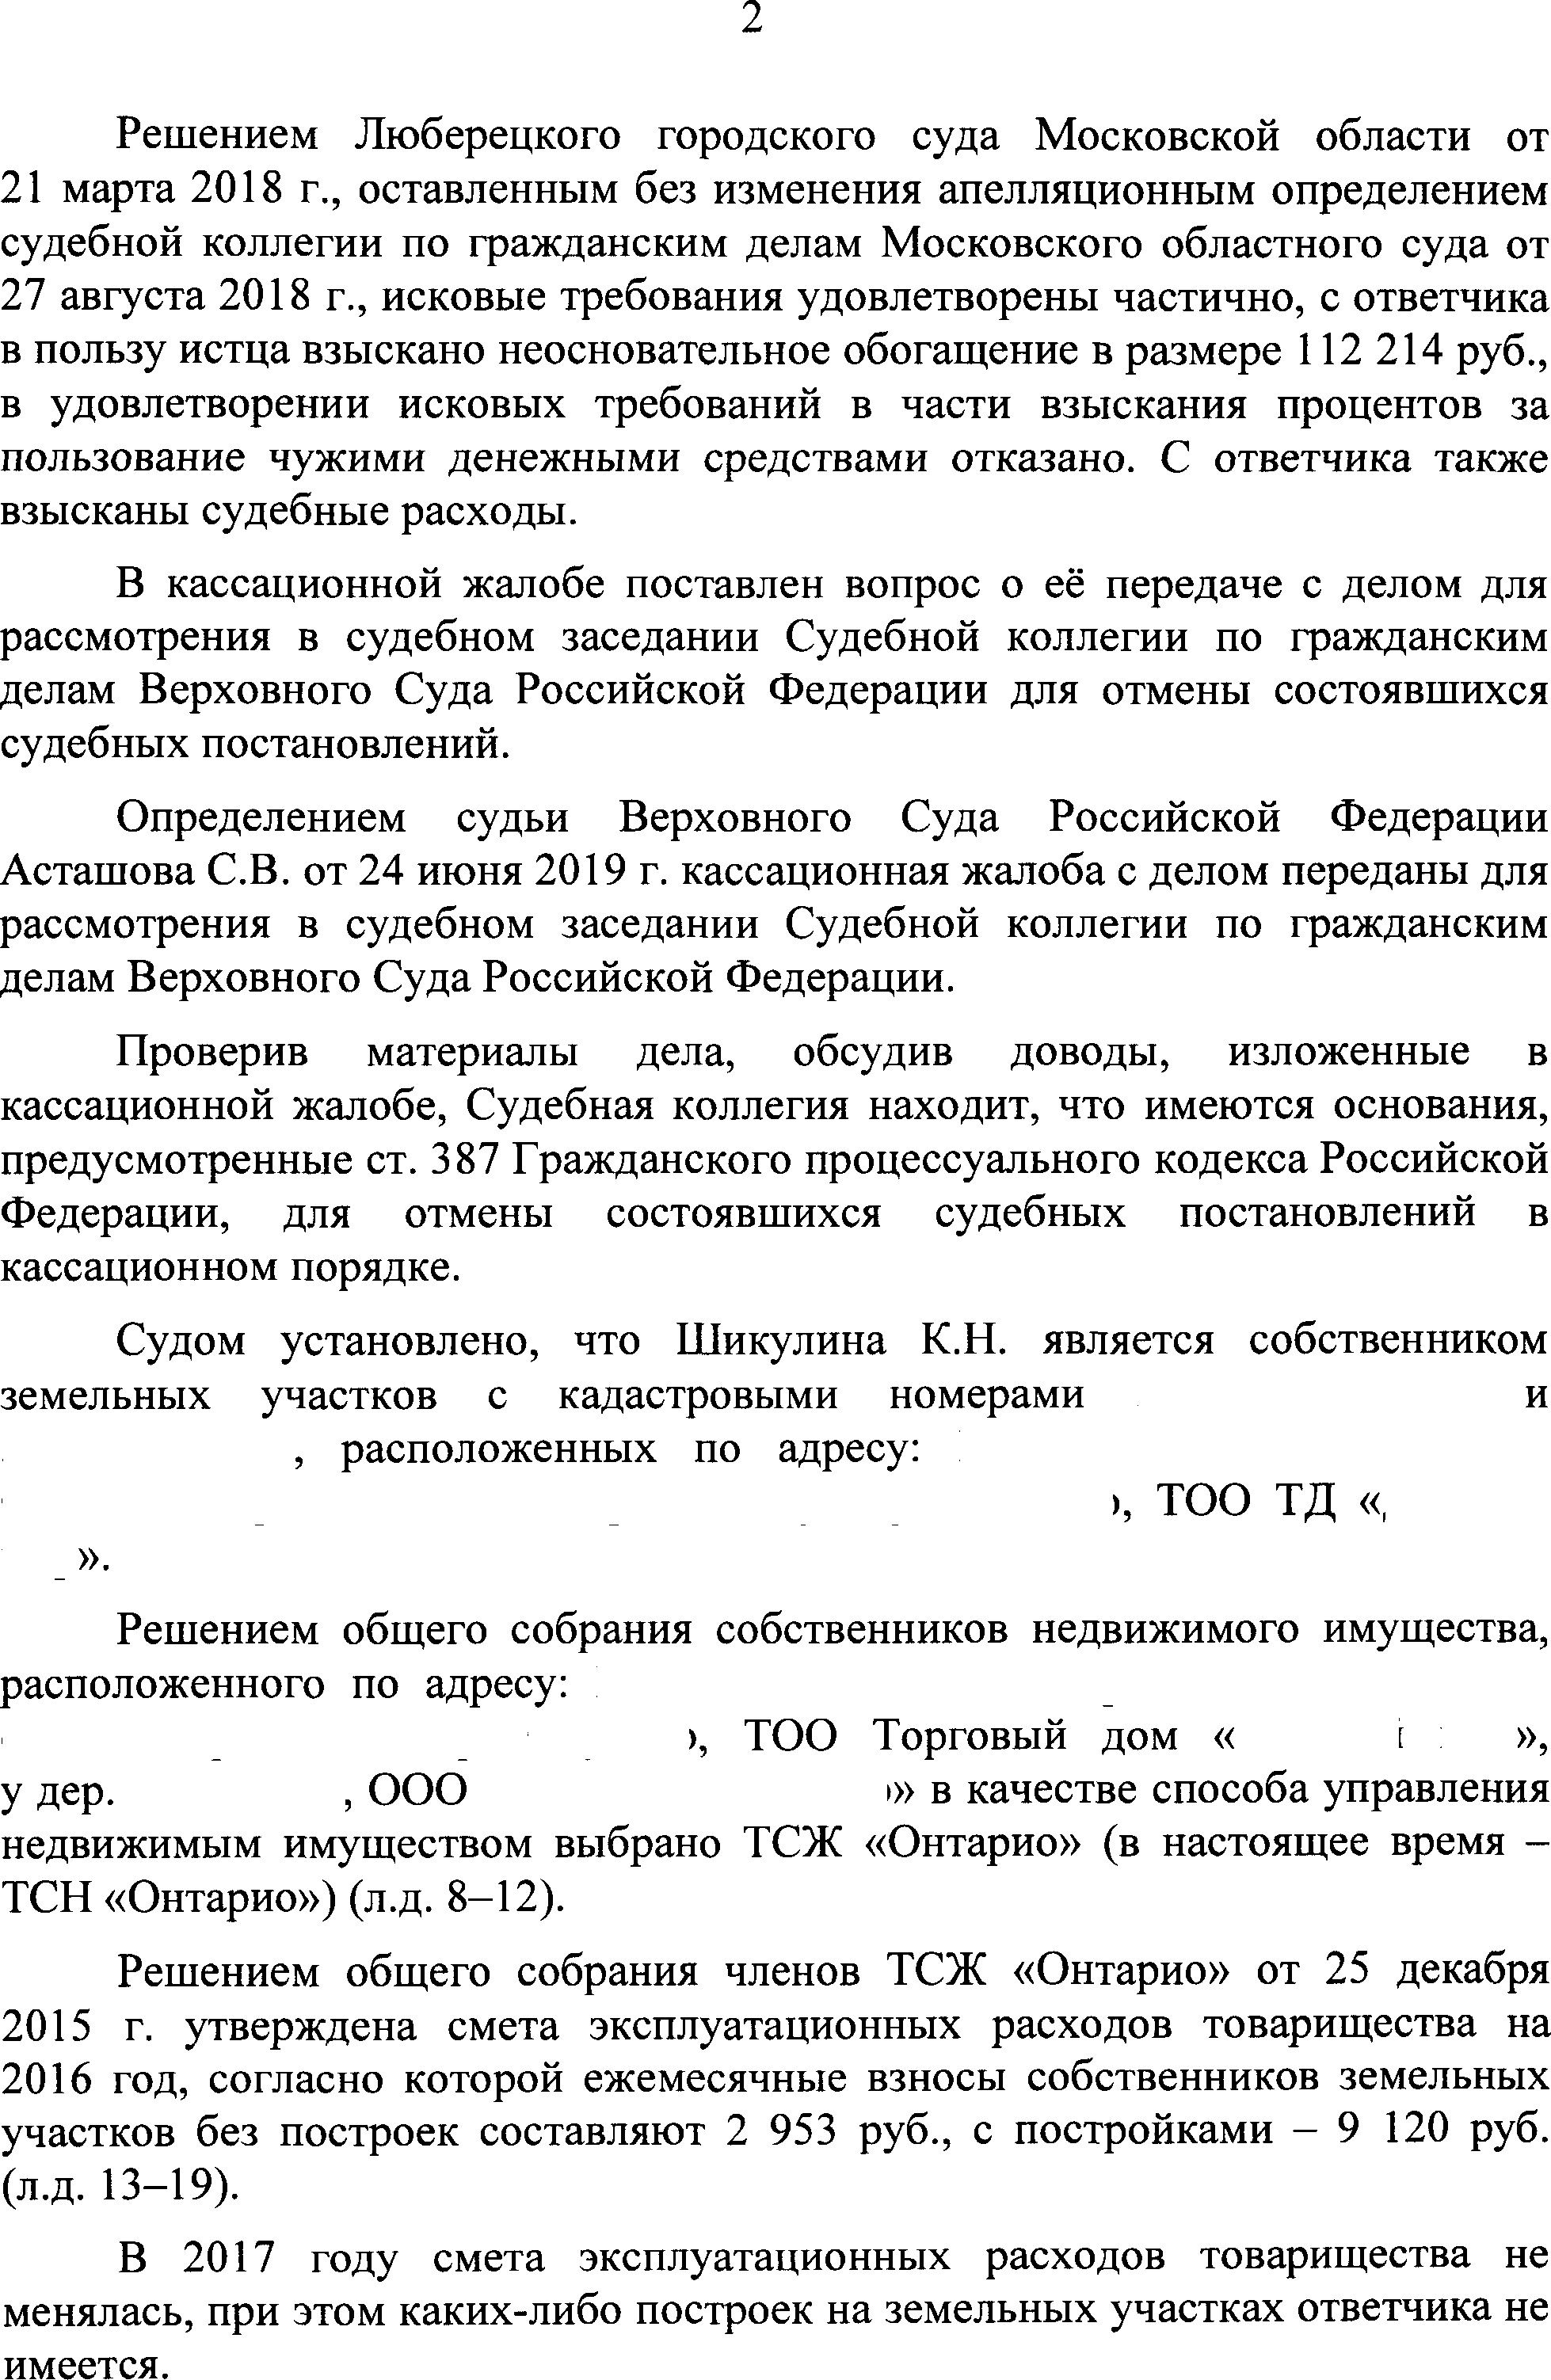 2
Решением Люберецкого городского суда Московской области от
21 марта 2018 г., оставленным без изменения апелляционным определением
судебной коллегии по гражданским делам Московского областного суда от
27 августа 2018 г., исковые требования удовлетворены частично, с ответчика
в пользу истца взыскано неосновательное обогащение в размере 112 214 руб.,
в удовлетворении исковых требований в части взыскания процентов за
пользование чужими денежными средствами отказано. С ответчика также
взысканы судебные расходы.
В кассационной жалобе поставлен вопрос о её передаче с делом для
рассмотрения в судебном заседании Судебной коллегии по гражданским
делам Верховного Суда Российской Федерации для отмены состоявшихся
судебных постановлений.
Определением судьи Верховного Суда Российской Федерации
Асташова С.В. от 24 июня 2019 г. кассационная жалоба с делом переданы для
рассмотрения в судебном заседании Судебной коллегии по гражданским
делам Верховного Суда Российской Федерации.
Проверив материалы дела, обсудив доводы, изложенные в
кассационной жалобе, Судебная коллегия находит, что имеются основания,
предусмотренные ст. 387 Гражданского процессуального кодекса Российской
Федерации, для отмены состоявшихся судебных постановлений в
кассационном порядке.
Судом установлено, что Шикулина К.Н. является собственником
земельных участков с кадастровыми номерами и
, расположенных по адресу:
), ТОО ТД «
».
Решением общего собрания собственников недвижимого имущества,
расположенного по адресу:
), ТОО Торговый дом « »,
у дер. , ООО » в качестве способа управления
недвижимым имуществом выбрано ТСЖ «Онтарио» (в настоящее время –
ТСН «Онтарио») (л.д. 8–12).
Решением общего собрания членов ТСЖ «Онтарио» от 25 декабря
2015 г. утверждена смета эксплуатационных расходов товарищества на
2016 год, согласно которой ежемесячные взносы собственников земельных
участков без построек составляют 2 953 руб., с постройками – 9 120 руб.
(л.д. 13–19).
В 2017 году смета эксплуатационных расходов товарищества не
менялась, при этом каких-либо построек на земельных участках ответчика не
имеется.